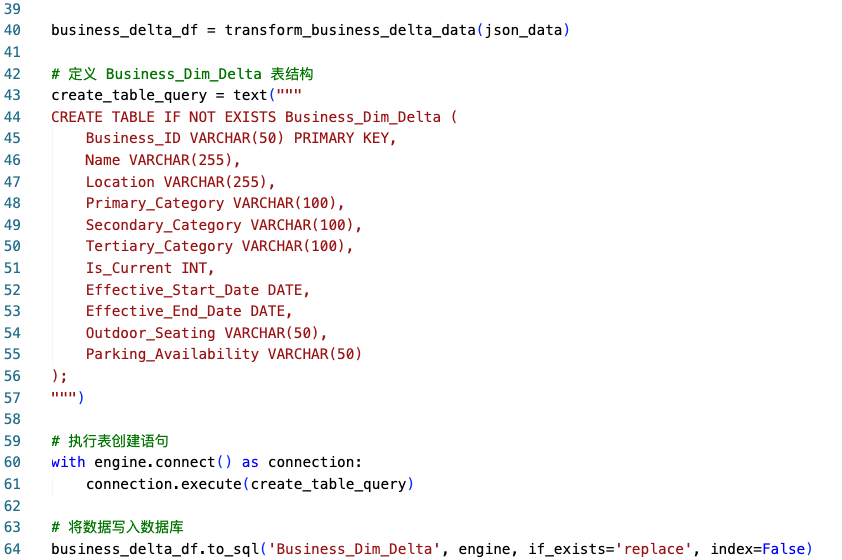 39
40 business_delta_df = transform_business_delta_data(json_data)
41
42 # 定义 Business_Dim_Delta 表结构
43 create_table_query = text("""
44 CREATE TABLE IF NOT EXISTS Business_Dim_Delta (
45     Business_ID VARCHAR(50) PRIMARY KEY,
46     Name VARCHAR(255),
47     Location VARCHAR(255),
48     Primary_Category VARCHAR(100),
49     Secondary_Category VARCHAR(100),
50     Tertiary_Category VARCHAR(100),
51     Is_Current INT,
52     Effective_Start_Date DATE,
53     Effective_End_Date DATE,
54     Outdoor_Seating VARCHAR(50),
55     Parking_Availability VARCHAR(50)
56 );
57 """)
58
59 # 执行表创建语句
60 with engine.connect() as connection:
61     connection.execute(create_table_query)
62
63 # 将数据写入数据库
64 business_delta_df.to_sql('Business_Dim_Delta', engine, if_exists='replace', index=False)